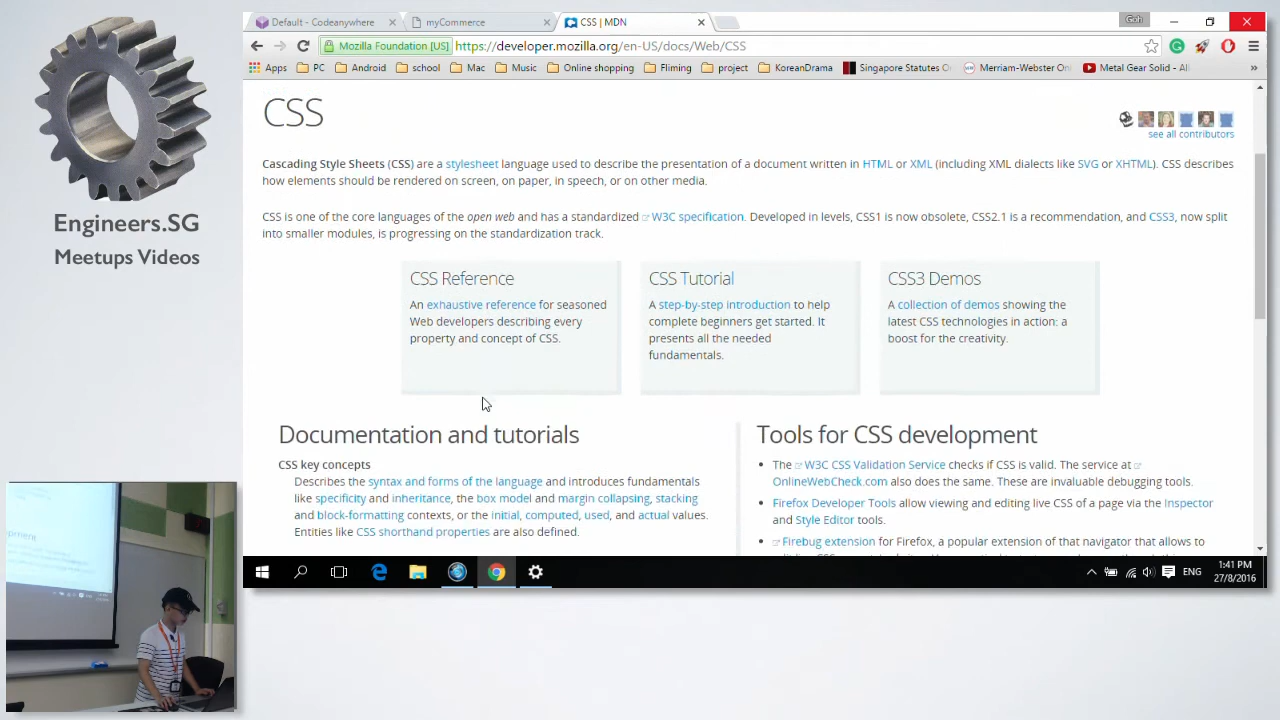 Default - Codeanywhere
myCommerce
CSS | MDN
Goh
Mozilla Foundation [US]
https://developer.mozilla.org/en-US/docs/Web/CSS
Apps
PC
Android
school
Mac
Music
Online shopping
Fliming
project
KoreanDrama
Singapore Statutes O
Merriam-Webster On
Metal Gear Solid - Al
»
CSS
see all contributors
Cascading Style Sheets (CSS) are a stylesheet language used to describe the presentation of a document written in HTML or XML (including XML dialects like SVG or XHTML). CSS describes
how elements should be rendered on screen, on paper, in speech, or on other media.
CSS is one of the core languages of the open web and has a standardized W3C specification. Developed in levels, CSS1 is now obsolete, CSS2.1 is a recommendation, and CSS3, now split
into smaller modules, is progressing on the standardization track.
CSS Reference
An exhaustive reference for seasoned
Web developers describing every
property and concept of CSS.
CSS Tutorial
A step-by-step introduction to help
complete beginners get started. It
presents all the needed
fundamentals.
CSS3 Demos
A collection of demos showing the
latest CSS technologies in action: a
boost for the creativity.
Documentation and tutorials
CSS key concepts
Describes the syntax and forms of the language and introduces fundamentals
like specificity and inheritance, the box model and margin collapsing, stacking
and block-formatting contexts, or the initial, computed, used, and actual values.
Entities like CSS shorthand properties are also defined.
Tools for CSS development
• The W3C CSS Validation Service checks if CSS is valid. The service at
OnlineWebCheck.com also does the same. These are invaluable debugging tools.
• Firefox Developer Tools allow viewing and editing live CSS of a page via the Inspector
and Style Editor tools.
• Firebug extension for Firefox, a popular extension of that navigator that allows to
ENG
1:41 PM
27/8/2016
Engineers.SG
Meetups Videos